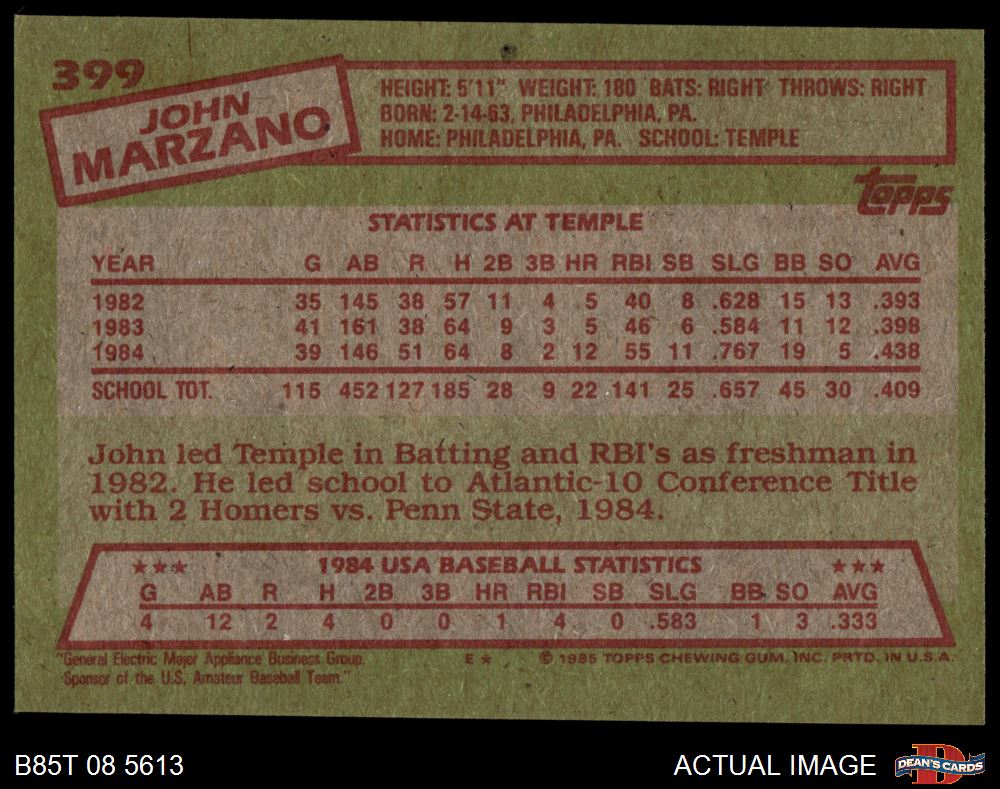 399
JOHN
MARZANO
HEIGHT: 5'11" WEIGHT: 180 BATS: RIGHT THROWS: RIGHT
BORN: 2-14-63, PHILADELPHIA, PA.
HOME: PHILADELPHIA, PA. SCHOOL: TEMPLE
Topps
STATISTICS AT TEMPLE
YEAR G AB R H 2B 3B HR RBI SB SLG BB SO AVG
1982 35 145 38 57 11 4 5 40 8 .628 15 13 .393
1983 41 161 38 64 9 3 5 46 6 .584 11 12 .398
1984 39 146 51 64 8 2 12 55 11 .767 19 5 .438
SCHOOL TOT. 115 452 127 185 28 9 22 141 25 .657 45 30 .409
John led Temple in Batting and RBI's as freshman in
1982. He led school to Atlantic-10 Conference Title
with 2 Homers vs. Penn State, 1984.
1984 USA BASEBALL STATISTICS
G AB R H 2B 3B HR RBI SB SLG BB SO AVG
4 12 2 4 0 0 1 4 0 .583 1 3 .333
"General Electric Major Appliance Business Group.
Sponsor of the U.S. Amateur Baseball Team."
E ★ © 1985 TOPPS CHEWING GUM, INC. PRTD. IN U.S.A.
B85T 08 5613
ACTUAL IMAGE
DEAN'S CARDS